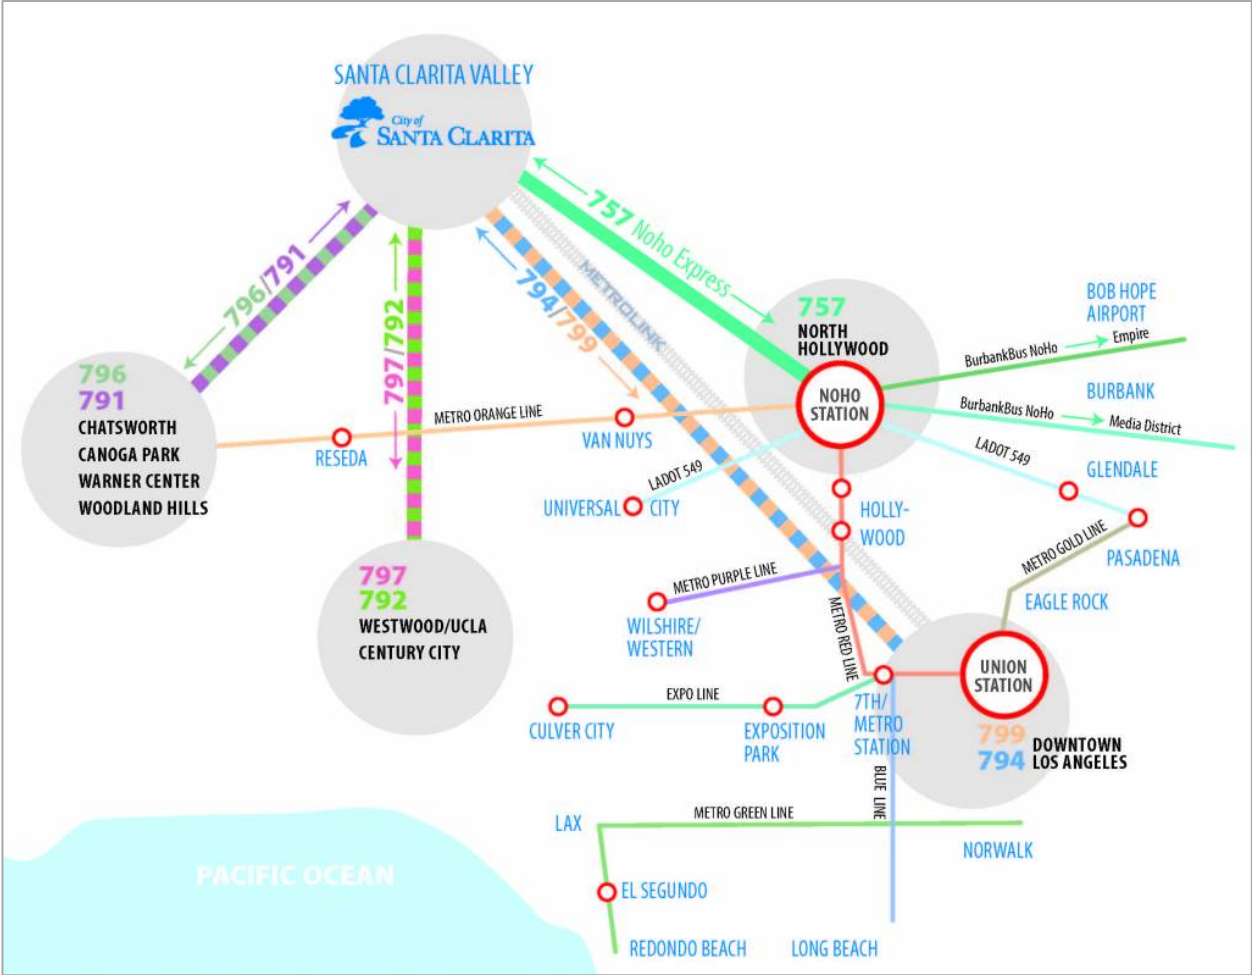 SANTA CLARITA VALLEY
City of
SANTA CLARITA
757 Noho Express
796/791
797/792
794/799
METROLINK
757
NORTH
HOLLYWOOD
NOHO
STATION
BOB HOPE
AIRPORT
BurbankBus NoHo
Empire
BURBANK
BurbankBus NoHo
Media District
LADOT 549
GLENDALE
796
791
CHATSWORTH
CANOGA PARK
WARNER CENTER
WOODLAND HILLS
METRO ORANGE LINE
RESEDA
VAN NUYS
LADOT 549
UNIVERSAL CITY
HOLLY-
WOOD
METRO GOLD LINE
PASADENA
EAGLE ROCK
797
792
WESTWOOD/UCLA
CENTURY CITY
METRO PURPLE LINE
WILSHIRE/
WESTERN
METRO RED LINE
UNION
STATION
EXPO LINE
CULVER CITY
EXPOSITION
PARK
7TH/
METRO
STATION
799
794
DOWNTOWN
LOS ANGELES
BLUE LINE
METRO GREEN LINE
LAX
NORWALK
PACIFIC OCEAN
EL SEGUNDO
REDONDO BEACH
LONG BEACH